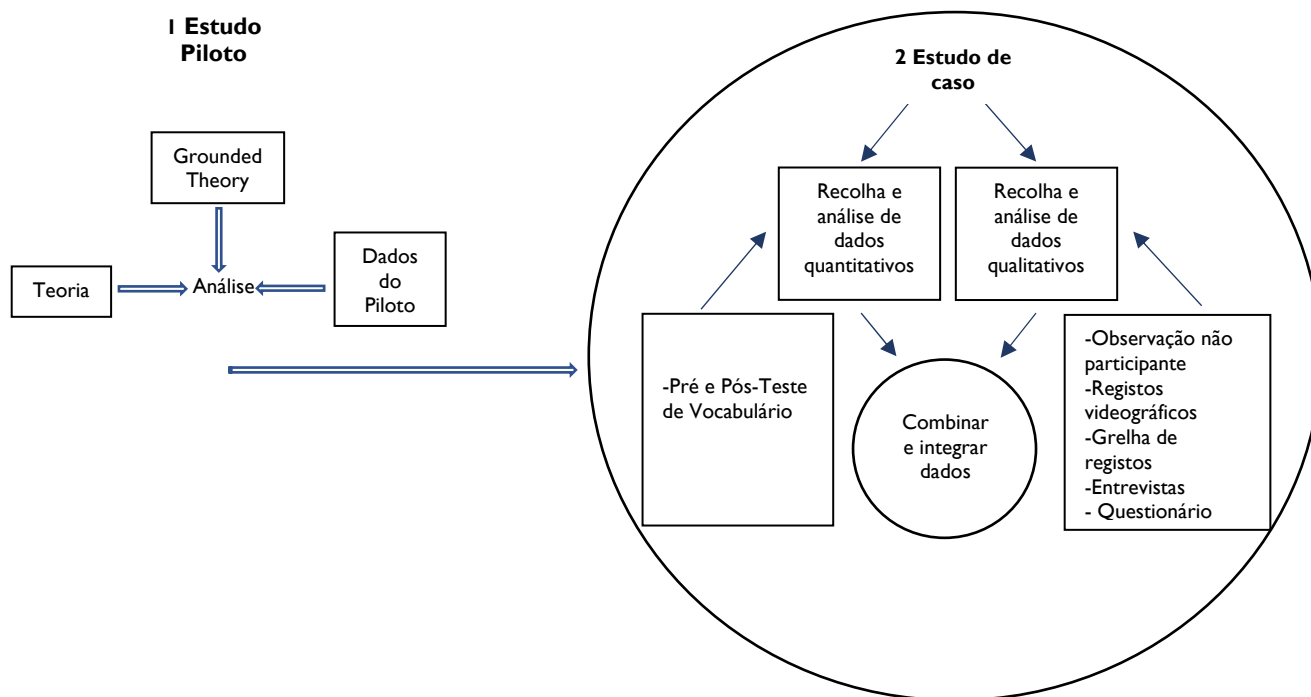 1 Estudo
Piloto
Grounded
Theory
Teoria
Análise
Dados
do
Piloto
2 Estudo de
caso
Recolha e
análise de
dados
quantitativos
Recolha e
análise de
dados
qualitativos
-Pré e Pós-Teste
de Vocabulário
Combinar
e integrar
dados
-Observação não
participante
-Registos
videográficos
-Grelha de
registos
-Entrevistas
- Questionário